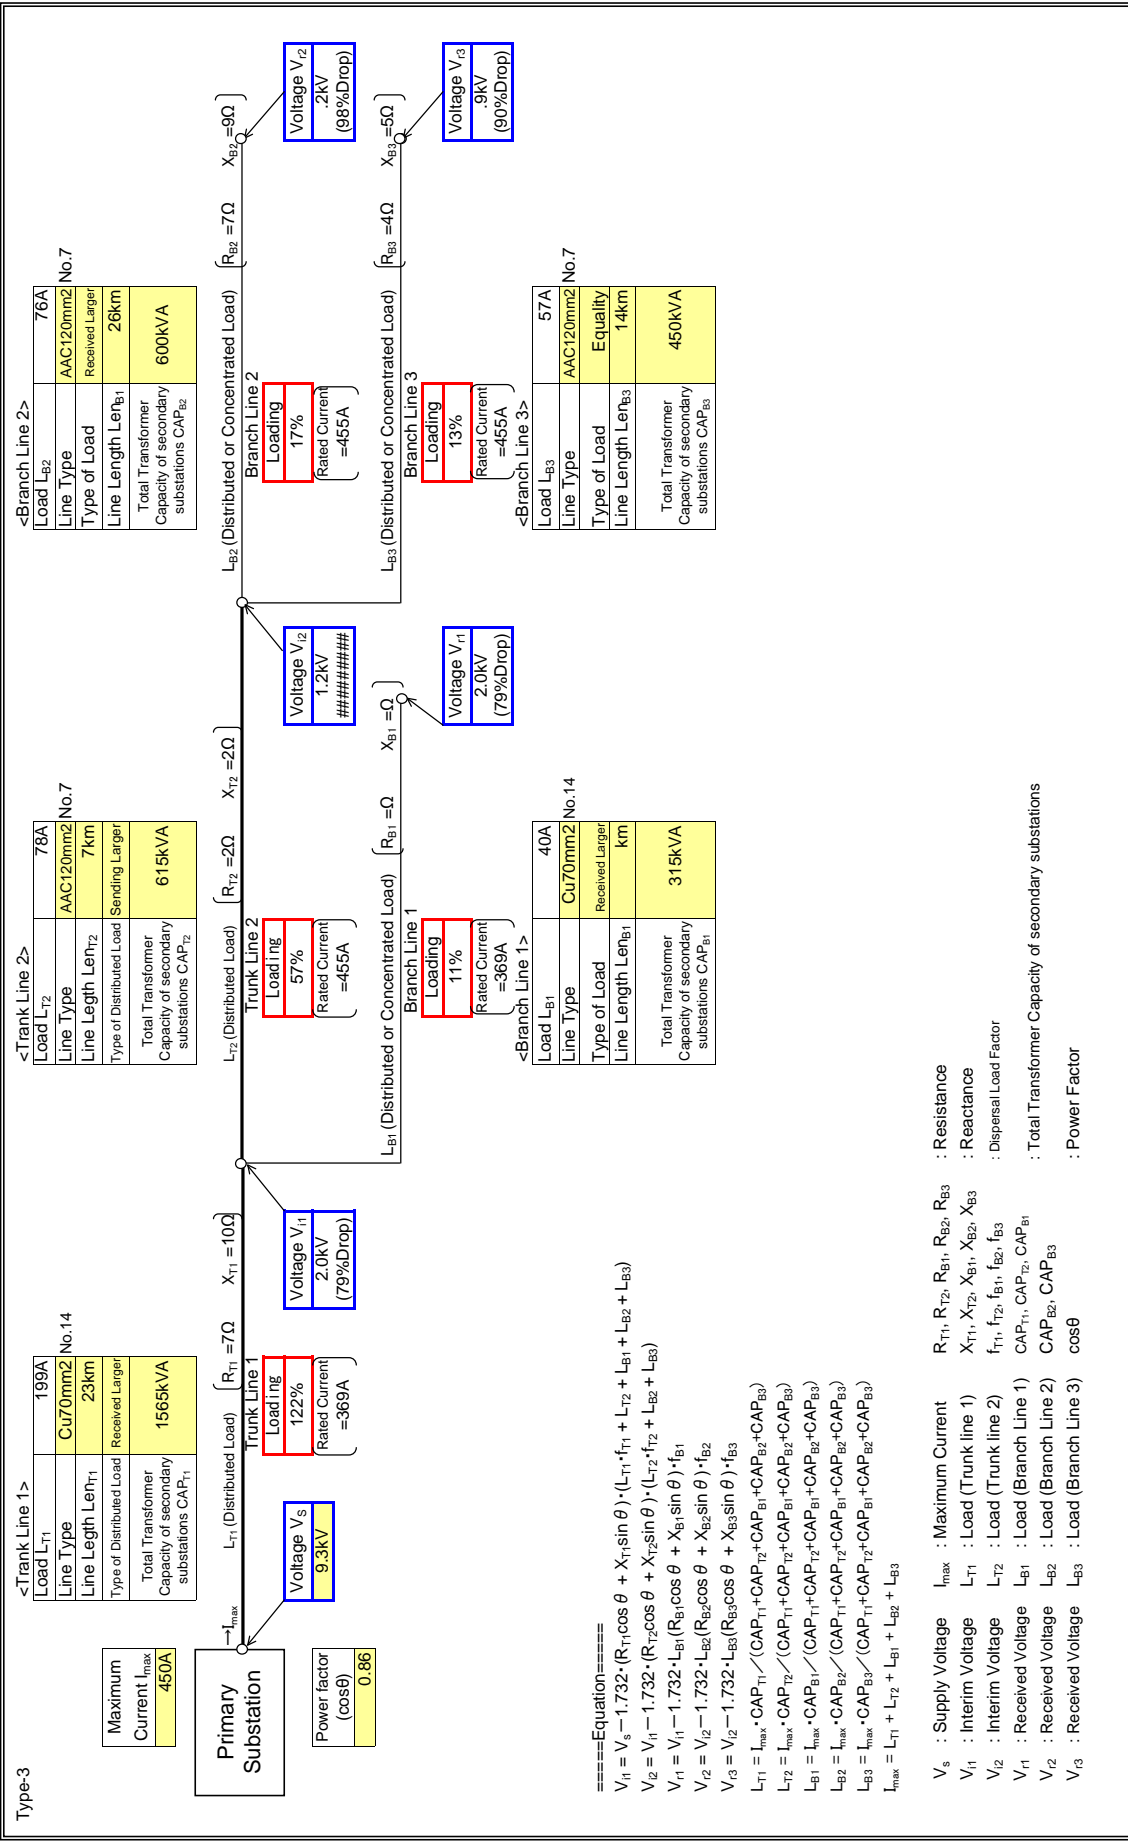 Type-3
Maximum
Current Imax
450A
Primary
Substation
→Imax
Power factor
(cosθ)
0.86
Voltage VS
9.3kV
<Trank Line 1>
Load LT1 199A
Line Type Cu70mm2 No.14
Line Legth LenT1 23km
Type of Distributed Load Received Larger
Total Transformer
Capacity of secondary
substations CAPT1
1565kVA
LT1 (Distributed Load) RT1 =7Ω XT1 =10Ω
Trunk Line 1
Loading
122%
Rated Current
=369A
Voltage Vi1
2.0kV
(79%Drop)
<Trank Line 2>
Load LT2 78A
Line Type AAC120mm2 No.7
Line Legth LenT2 7km
Type of Distributed Load Sending Larger
Total Transformer
Capacity of secondary
substations CAPT2
615kVA
LT2 (Distributed Load) RT2 =2Ω XT2 =2Ω
Trunk Line 2
Loading
57%
Rated Current
=455A
Voltage Vi2
1.2kV
#########
LB1 (Distributed or Concentrated Load) RB1 =Ω XB1 =Ω
Branch Line 1
Loading
11%
Rated Current
=369A
Voltage Vr1
2.0kV
(79%Drop)
<Branch Line 1>
Load LB1 40A
Line Type Cu70mm2 No.14
Type of Load Received Larger
Line Length LenB1 km
Total Transformer
Capacity of secondary
substations CAPB1
315kVA
<Branch Line 2>
Load LB2 76A
Line Type AAC120mm2 No.7
Type of Load Received Larger
Line Length LenB1 26km
Total Transformer
Capacity of secondary
substations CAPB2
600kVA
LB2 (Distributed or Concentrated Load) RB2 =7Ω XB2 =9Ω
Branch Line 2
Loading
17%
Rated Current
=455A
Voltage Vr2
.2kV
(98%Drop)
LB3 (Distributed or Concentrated Load) RB3 =4Ω XB3 =5Ω
Branch Line 3
Loading
13%
Rated Current
=455A
Voltage Vr3
.9kV
(90%Drop)
<Branch Line 3>
Load LB3 57A
Line Type AAC120mm2 No.7
Type of Load Equality
Line Length LenB3 14km
Total Transformer
Capacity of secondary
substations CAPB3
450kVA
=====Equation=====
Vi1 = Vs－1.732･(RT1cos θ + XT1sin θ)･(LT1･fT1 + LT2 + LB1 + LB2 + LB3)
Vi2 = Vi1－1.732･(RT2cos θ + XT2sin θ)･(LT2･fT2 + LB2 + LB3)
Vr1 = Vi1－1.732･LB1(RB1cos θ + XB1sin θ)･fB1
Vr2 = Vi2－1.732･LB2(RB2cos θ + XB2sin θ)･fB2
Vr3 = Vi2－1.732･LB3(RB3cos θ + XB3sin θ)･fB3
LT1 = Imax･CAPT1／(CAPT1+CAPT2+CAPB1+CAPB2+CAPB3)
LT2 = Imax･CAPT2／(CAPT1+CAPT2+CAPB1+CAPB2+CAPB3)
LB1 = Imax･CAPB1／(CAPT1+CAPT2+CAPB1+CAPB2+CAPB3)
LB2 = Imax･CAPB2／(CAPT1+CAPT2+CAPB1+CAPB2+CAPB3)
LB3 = Imax･CAPB3／(CAPT1+CAPT2+CAPB1+CAPB2+CAPB3)
Imax = LT1 + LT2 + LB1 + LB2 + LB3
Vs : Supply Voltage Imax : Maximum Current RT1, RT2, RB1, RB2, RB3 : Resistance
Vi1 : Interim Voltage LT1 : Load (Trunk line 1) XT1, XT2, XB1, XB2, XB3 : Reactance
Vi2 : Interim Voltage LT2 : Load (Trunk line 2) fT1, fT2, fB1, fB2, fB3 : Dispersal Load Factor
Vr1 : Received Voltage LB1 : Load (Branch Line 1) CAPT1, CAPT2, CAPB1 : Total Transformer Capacity of secondary substations
Vr2 : Received Voltage LB2 : Load (Branch Line 2) CAPB2, CAPB3
Vr3 : Received Voltage LB3 : Load (Branch Line 3) cosθ : Power Factor